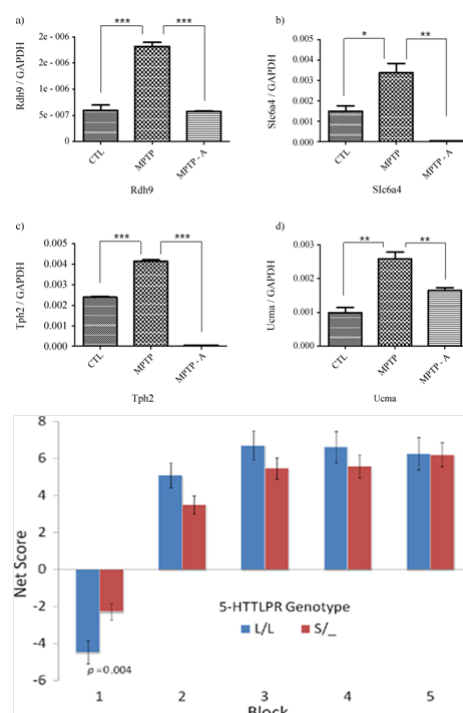 a)
***
***
Rdh9 / GAPDH
2e - 006
2e - 006
1e - 006
5e - 007
0
CTL
MPTP
MPTP - A
Rdh9
b)
*
**
Slc6a4 / GAPDH
0.005
0.004
0.003
0.002
0.001
0.000
CTL
MPTP
MPTP - A
Slc6a4
c)
***
***
Tph2 / GAPDH
0.005
0.004
0.003
0.002
0.001
0.000
CTL
MPTP
MPTP - A
Tph2
d)
**
**
Ucma / GAPDH
0.003
0.002
0.001
0.000
CTL
MPTP
MPTP - A
Ucma
Net Score
8
6
4
2
0
-2
-4
-6
5-HTTLPR Genotype
L/L
S/_
p=0.004
1
2
3
4
5
Block